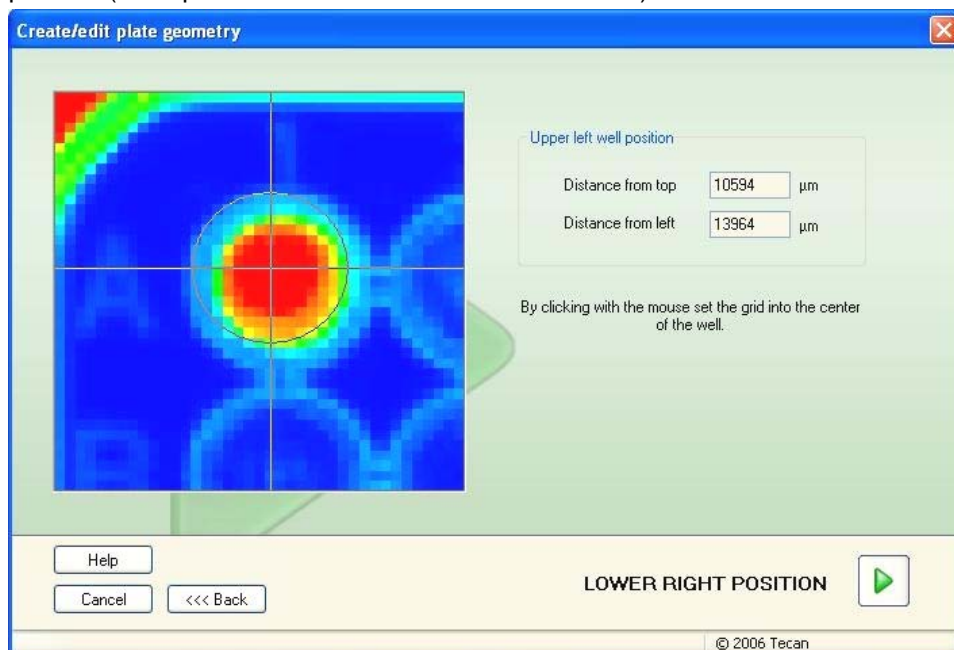 Create/edit plate geometry
Upper left well position
Distance from top 10594 µm
Distance from left 13964 µm
By clicking with the mouse set the grid into the center
of the well.
Help
Cancel <<< Back
LOWER RIGHT POSITION
© 2006 Tecan